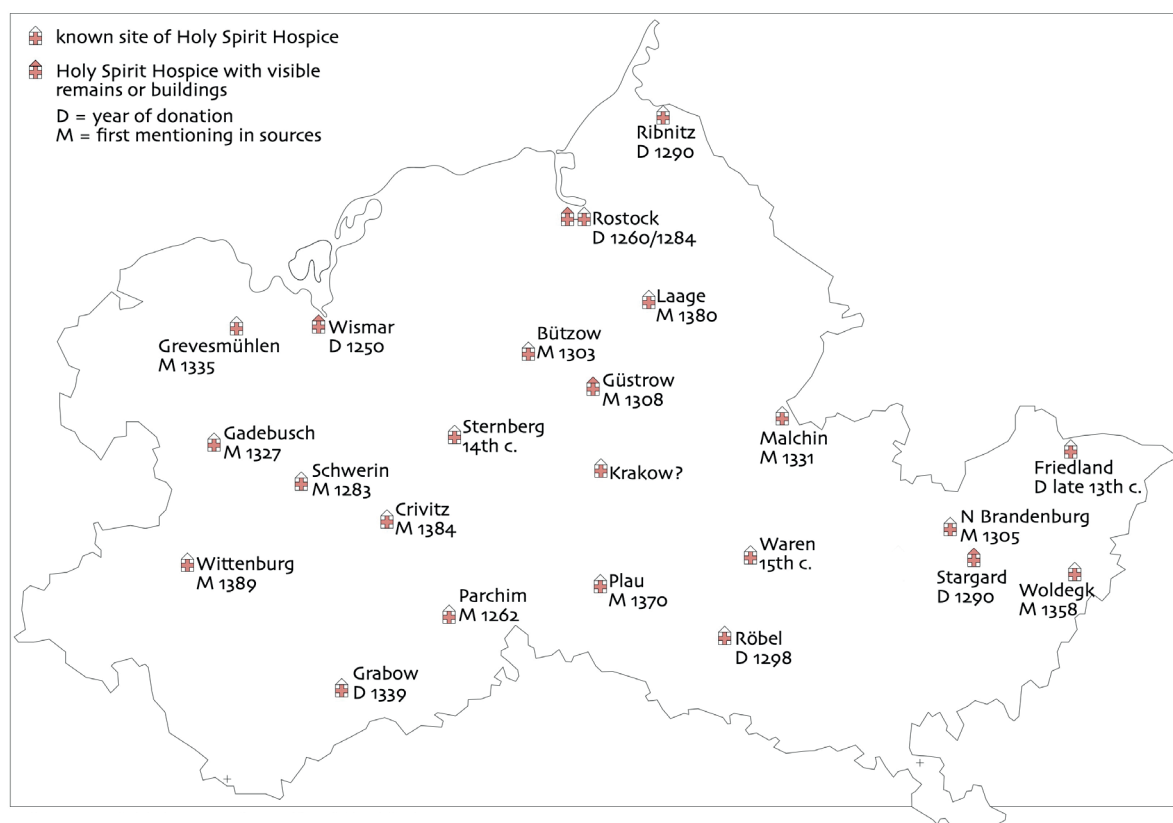 known site of Holy Spirit Hospice
Holy Spirit Hospice with visible
remains or buildings
D = year of donation
M = first mentioning in sources
Ribnitz
D 1290
Rostock
D 1260/1284
Laage
M 1380
Wismar
D 1250
Grevesmühlen
M 1335
Bützow
M 1303
Güstrow
M 1308
Gadebusch
M 1327
Sternberg
14th c.
Malchin
M 1331
Schwerin
M 1283
Krakow?
Friedland
D late 13th c.
Crivitz
M 1384
N Brandenburg
M 1305
Wittenburg
M 1389
Waren
15th c.
Stargard
D 1290
Woldegk
M 1358
Plau
M 1370
Parchim
M 1262
Röbel
D 1298
Grabow
D 1339